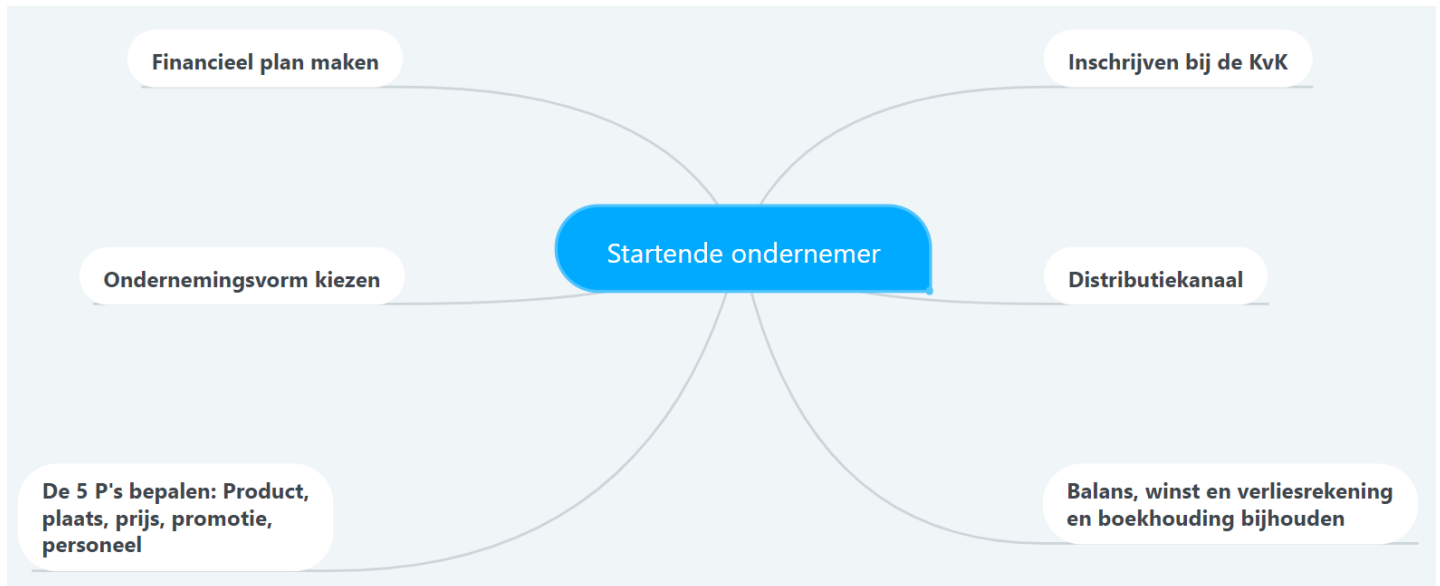 Financieel plan maken
Inschrijven bij de KvK
Startende ondernemer
Ondernemingsvorm kiezen
Distributiekanaal
De 5 P's bepalen: Product,
plaats, prijs, promotie,
personeel
Balans, winst en verliesrekening
en boekhouding bijhouden